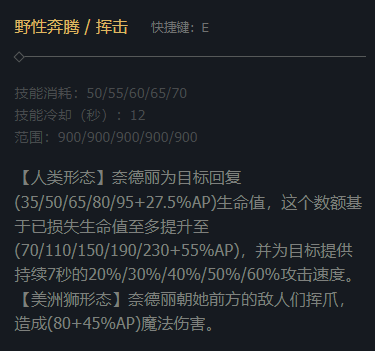 野性奔腾 / 挥击 快捷键：E
技能消耗：50/55/60/65/70
技能冷却（秒）：12
范围：900/900/900/900/900
【人类形态】奈德丽为目标回复
(35/50/65/80/95+27.5%AP)生命值，这个数额基
于已损失生命值至多提升至
(70/110/150/190/230+55%AP)，并为目标提供
持续7秒的20%/30%/40%/50%/60%攻击速度。
【美洲狮形态】奈德丽朝她前方的敌人们挥爪，
造成(80+45%AP)魔法伤害。